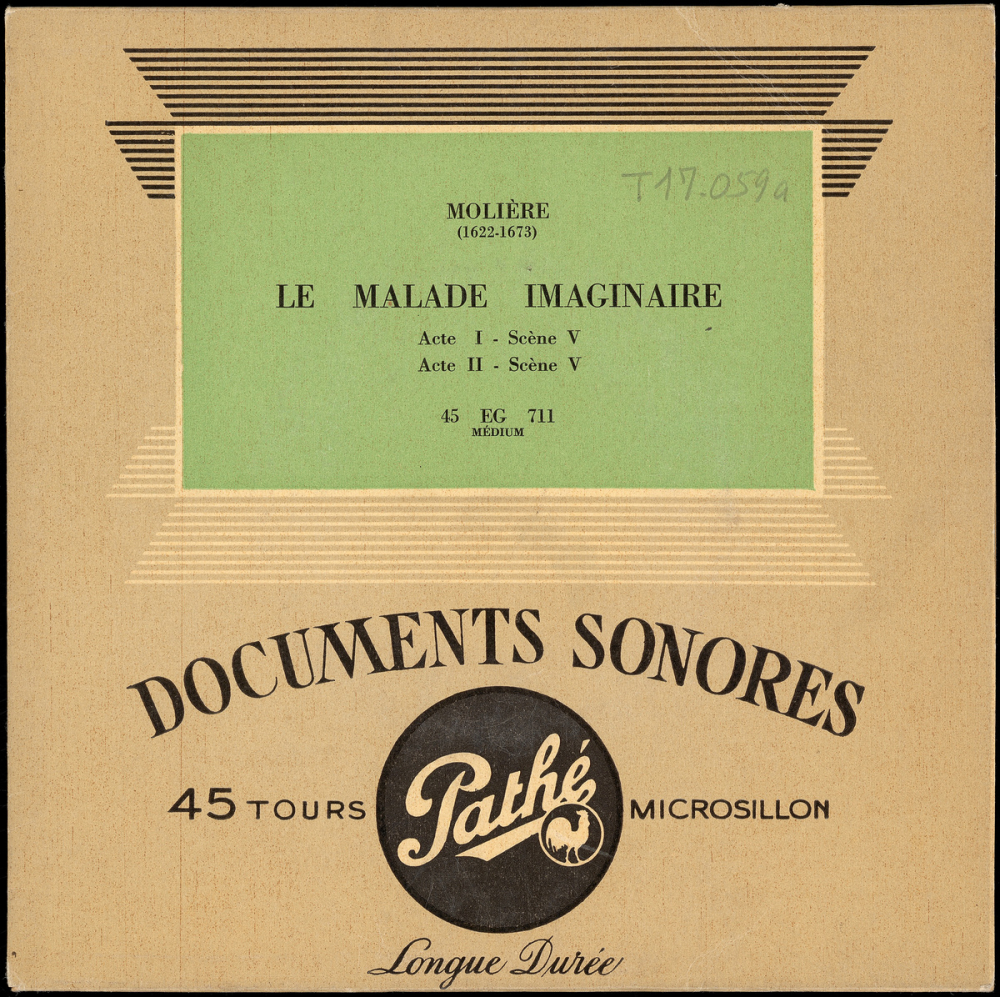 T17.059a
MOLIÈRE
(1622-1673)
LE MALADE IMAGINAIRE
Acte I - Scène V
Acte II - Scène V
45 EG 711
MÉDIUM
DOCUMENTS SONORES
45 TOURS Pathé MICROSILLON
Longue Durée